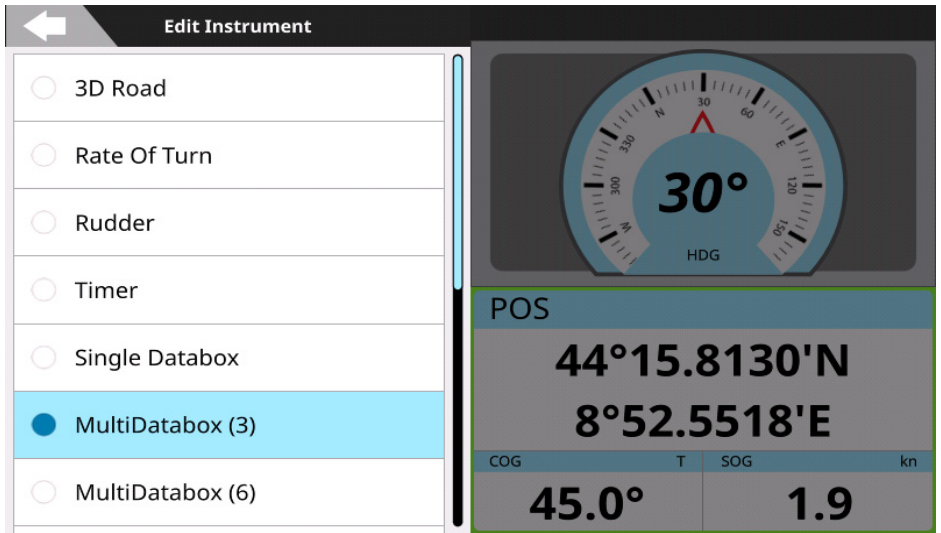 Edit Instrument
3D Road
Rate Of Turn
Rudder
Timer
Single Databox
MultiDatabox (3)
MultiDatabox (6)
W 300 330 N 30 60 E 120 150
30°
HDG
POS
44°15.8130'N
8°52.5518'E
COG T SOG kn
45.0° 1.9